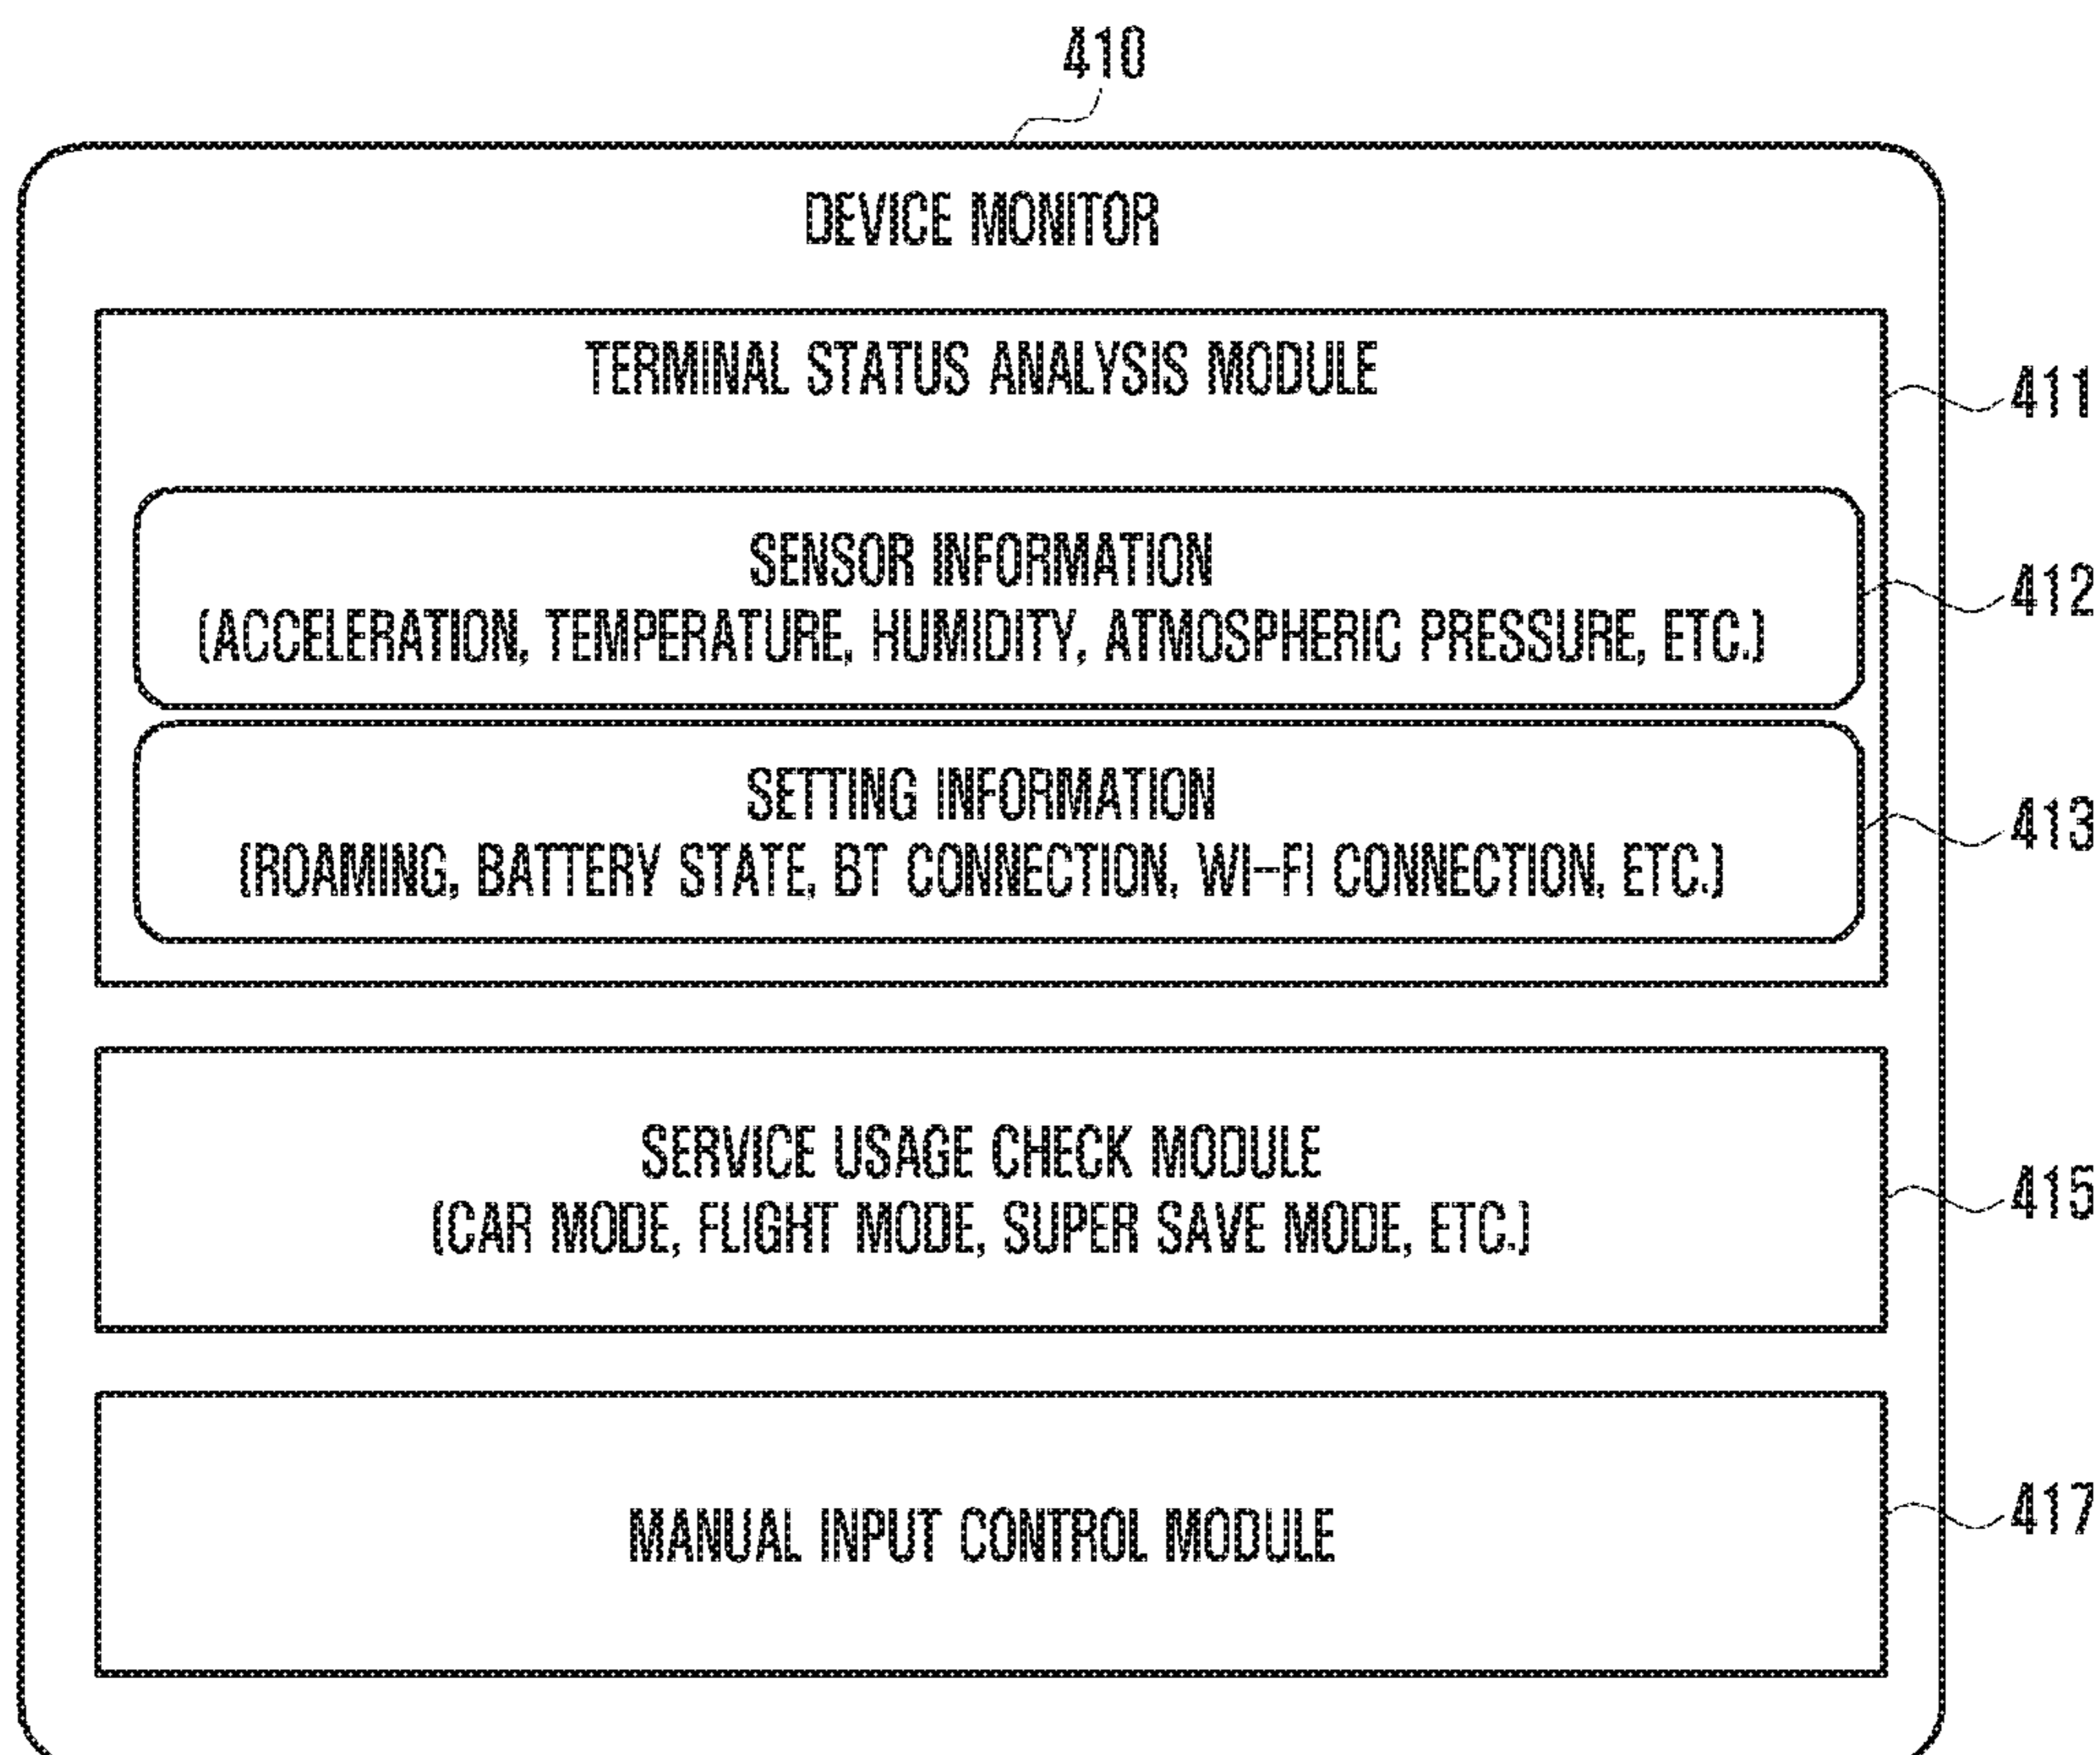 410
DEVICE MONITOR
TERMINAL STATUS ANALYSIS MODULE
411
SENSOR INFORMATION
(ACCELERATION, TEMPERATURE, HUMIDITY, ATMOSPHERIC PRESSURE, ETC.)
412
SETTING INFORMATION
(ROAMING, BATTERY STATE, BT CONNECTION, WI-FI CONNECTION, ETC.)
413
SERVICE USAGE CHECK MODULE
(CAR MODE, FLIGHT MODE, SUPER SAVE MODE, ETC.)
415
MANUAL INPUT CONTROL MODULE
417